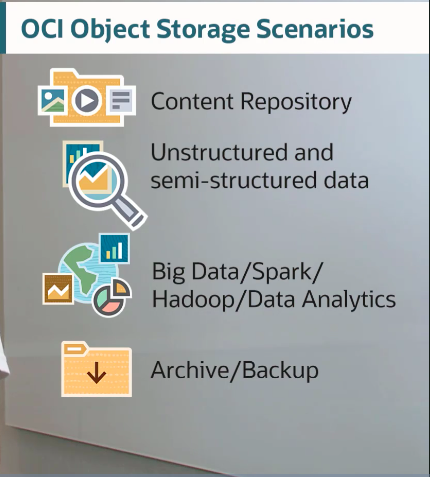 OCI Object Storage Scenarios
Content Repository
Unstructured and
semi-structured data
Big Data/Spark/
Hadoop/Data Analytics
Archive/Backup